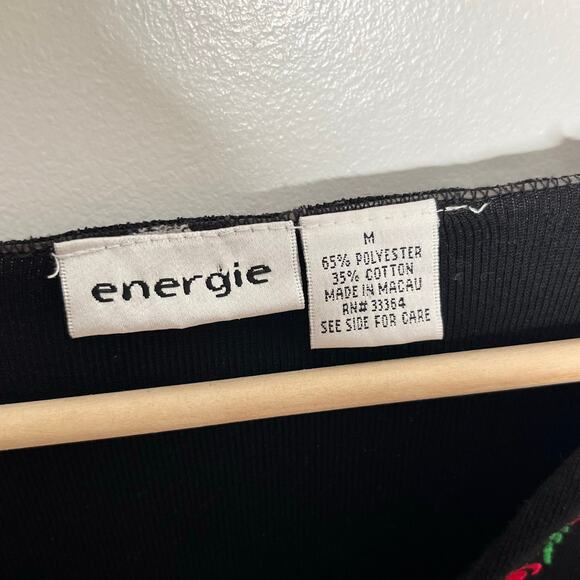 energie
M
65% POLYESTER
35% COTTON
MADE IN MACAU
RN# 33364
SEE SIDE FOR CARE